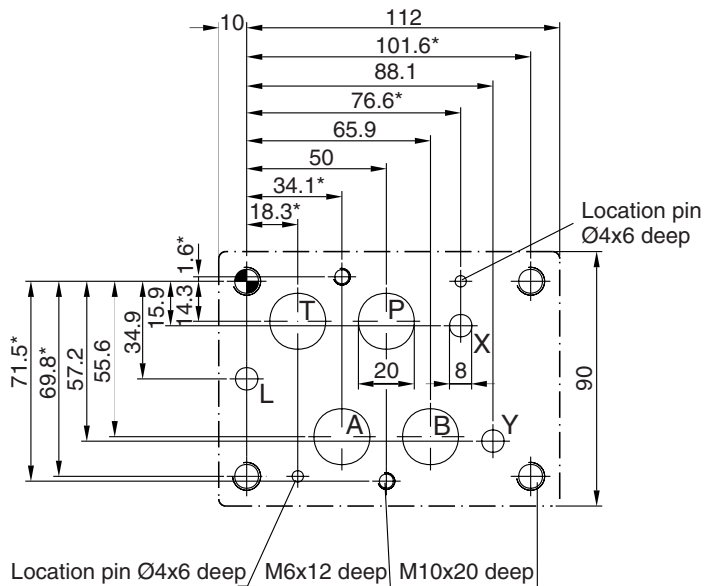 10
112
101.6*
88.1
76.6*
65.9
50
34.1*
18.3*
Location pin
Ø4x6 deep
1.6*
T
P
X
14.3
15.9
34.9
55.6
57.2
69.8*
71.5*
L
20
8
90
A
B
Y
Location pin Ø4x6 deep
M6x12 deep
M10x20 deep